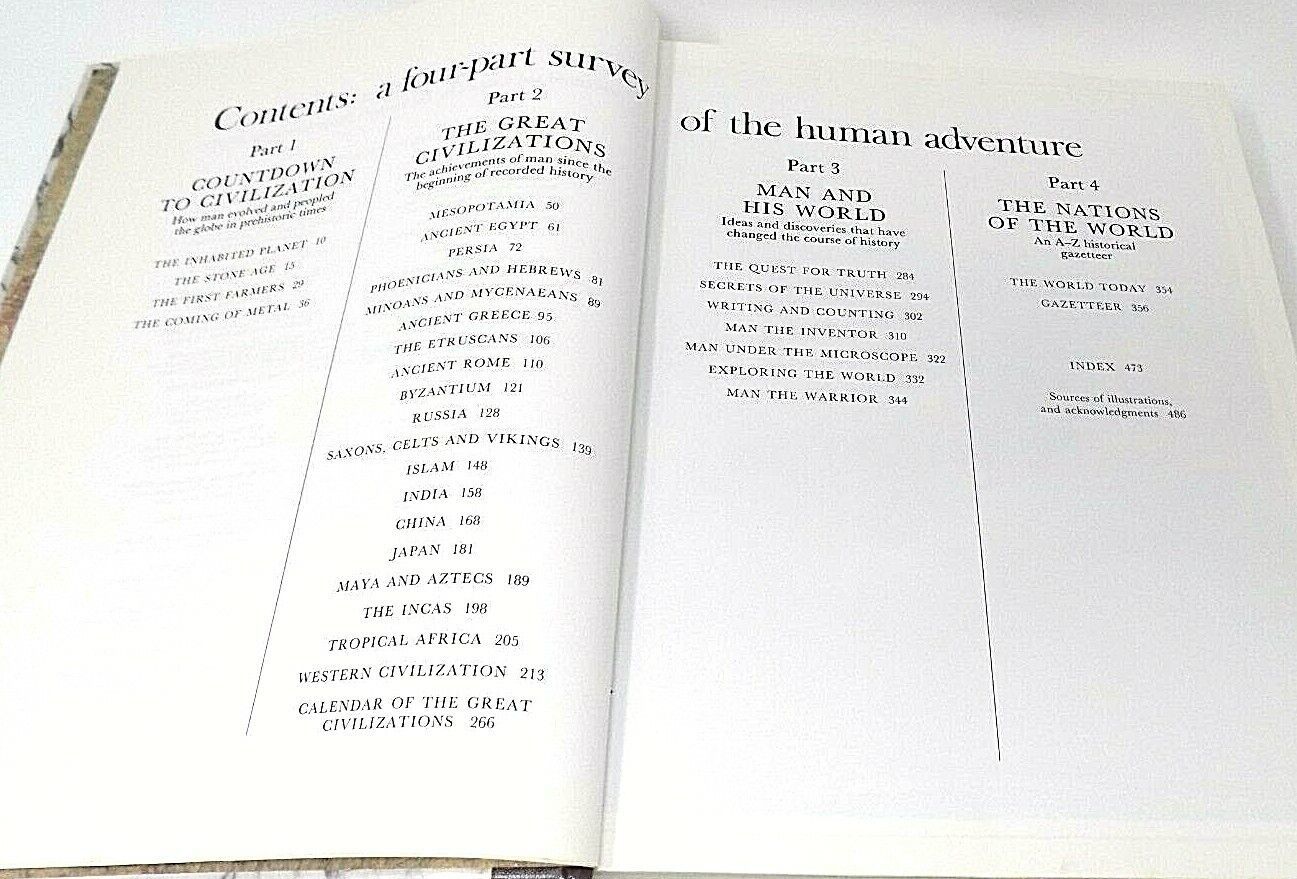 Contents: a four-part survey of the human adventure
Part 1
COUNTDOWN
TO CIVILIZATION
How man evolved and peopled
the globe in prehistoric times
THE INHABITED PLANET 10
THE STONE AGE 15
THE FIRST FARMERS 29
THE COMING OF METAL 36
Part 2
THE GREAT
CIVILIZATIONS
The achievements of man since the
beginning of recorded history
MESOPOTAMIA 50
ANCIENT EGYPT 61
PERSIA 72
PHOENICIANS AND HEBREWS 81
MINOANS AND MYCENAEANS 89
ANCIENT GREECE 95
THE ETRUSCANS 106
ANCIENT ROME 110
BYZANTIUM 121
RUSSIA 128
SAXONS, CELTS AND VIKINGS 139
ISLAM 148
INDIA 158
CHINA 168
JAPAN 181
MAYA AND AZTECS 189
THE INCAS 198
TROPICAL AFRICA 205
WESTERN CIVILIZATION 213
CALENDAR OF THE GREAT
CIVILIZATIONS 266
Part 3
MAN AND
HIS WORLD
Ideas and discoveries that have
changed the course of history
THE QUEST FOR TRUTH 284
SECRETS OF THE UNIVERSE 294
WRITING AND COUNTING 302
MAN THE INVENTOR 310
MAN UNDER THE MICROSCOPE 322
EXPLORING THE WORLD 332
MAN THE WARRIOR 344
Part 4
THE NATIONS
OF THE WORLD
An A–Z historical
gazetteer
THE WORLD TODAY 354
GAZETTEER 356
INDEX 473
Sources of illustrations,
and acknowledgments 486